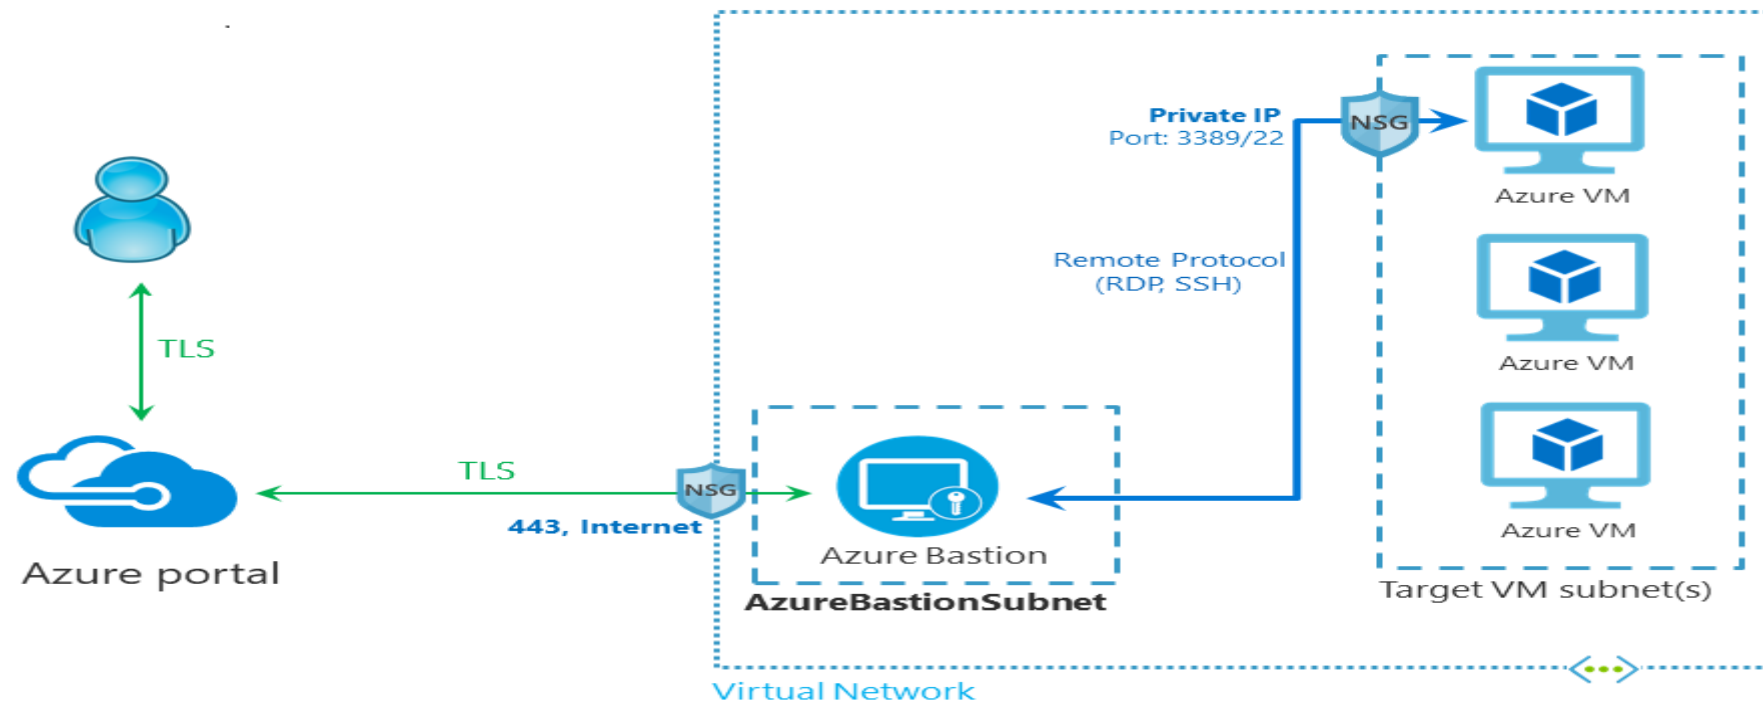 Private IP
Port: 3389/22
NSG
Azure VM
Remote Protocol
(RDP, SSH)
TLS
Azure VM
TLS
NSG
443, Internet
Azure VM
Azure portal
Azure Bastion
AzureBastionSubnet
Target VM subnet(s)
Virtual Network